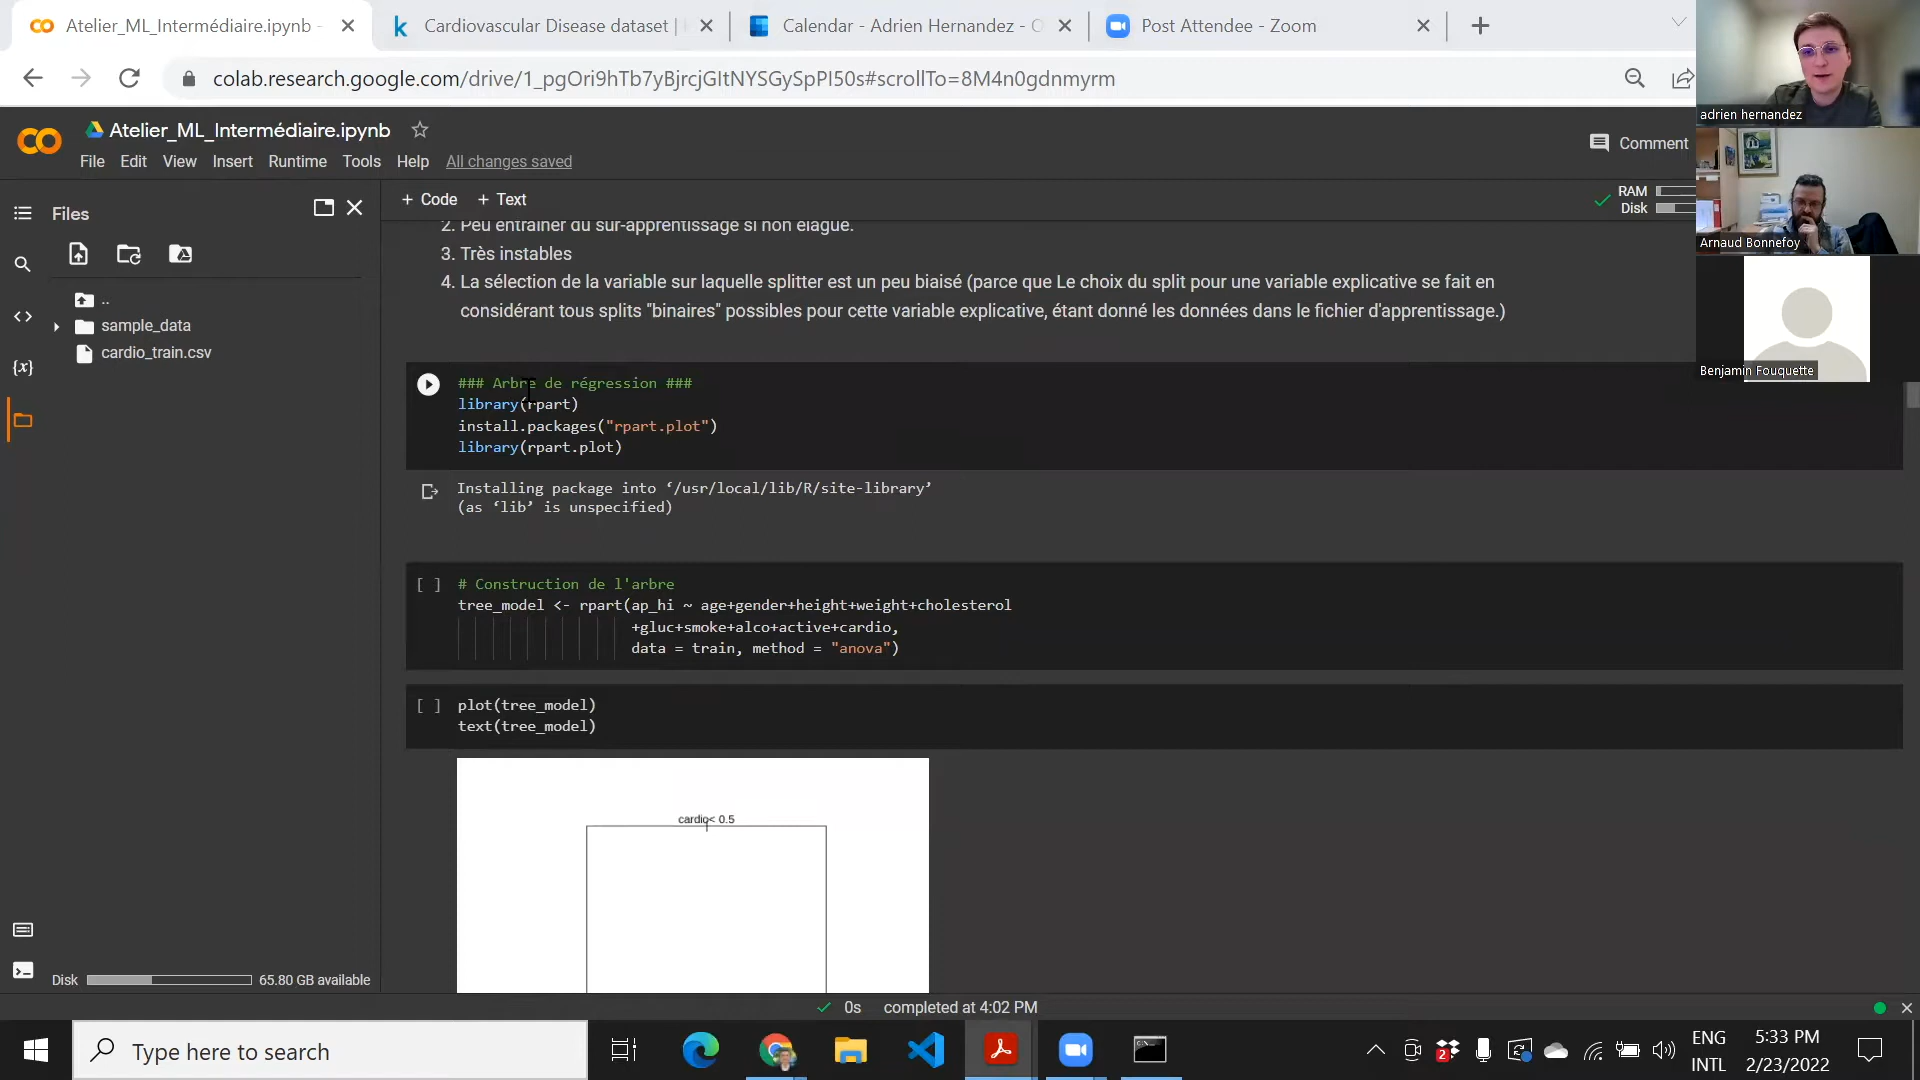 Atelier_ML_Intermédiaire.ipynb -
Cardiovascular Disease dataset |
Calendar - Adrien Hernandez - O
Post Attendee - Zoom
colab.research.google.com/drive/1_pgOri9hTb7yBjrcjGItNYSGySpPI50s#scrollTo=8M4n0gdnmyrm
adrien hernandez
Atelier_ML_Intermédiaire.ipynb
File Edit View Insert Runtime Tools Help All changes saved
Comment
Arnaud Bonnefoy
Benjamin Fouquette
Files
+ Code + Text
RAM
Disk
..
sample_data
cardio_train.csv
2. Peu entraîner du sur-apprentissage si non élagué.
3. Très instables
4. La sélection de la variable sur laquelle splitter est un peu biaisé (parce que Le choix du split pour une variable explicative se fait en
considérant tous splits "binaires" possibles pour cette variable explicative, étant donné les données dans le fichier d'apprentissage.)
### Arbre de régression ###
library(rpart)
install.packages("rpart.plot")
library(rpart.plot)
Installing package into ‘/usr/local/lib/R/site-library’
(as ‘lib’ is unspecified)
[ ] # Construction de l'arbre
tree_model <- rpart(ap_hi ~ age+gender+height+weight+cholesterol
+gluc+smoke+alco+active+cardio,
data = train, method = "anova")
[ ] plot(tree_model)
text(tree_model)
cardio< 0.5
Disk 65.80 GB available
0s completed at 4:02 PM
Type here to search
2
ENG
INTL
5:33 PM
2/23/2022